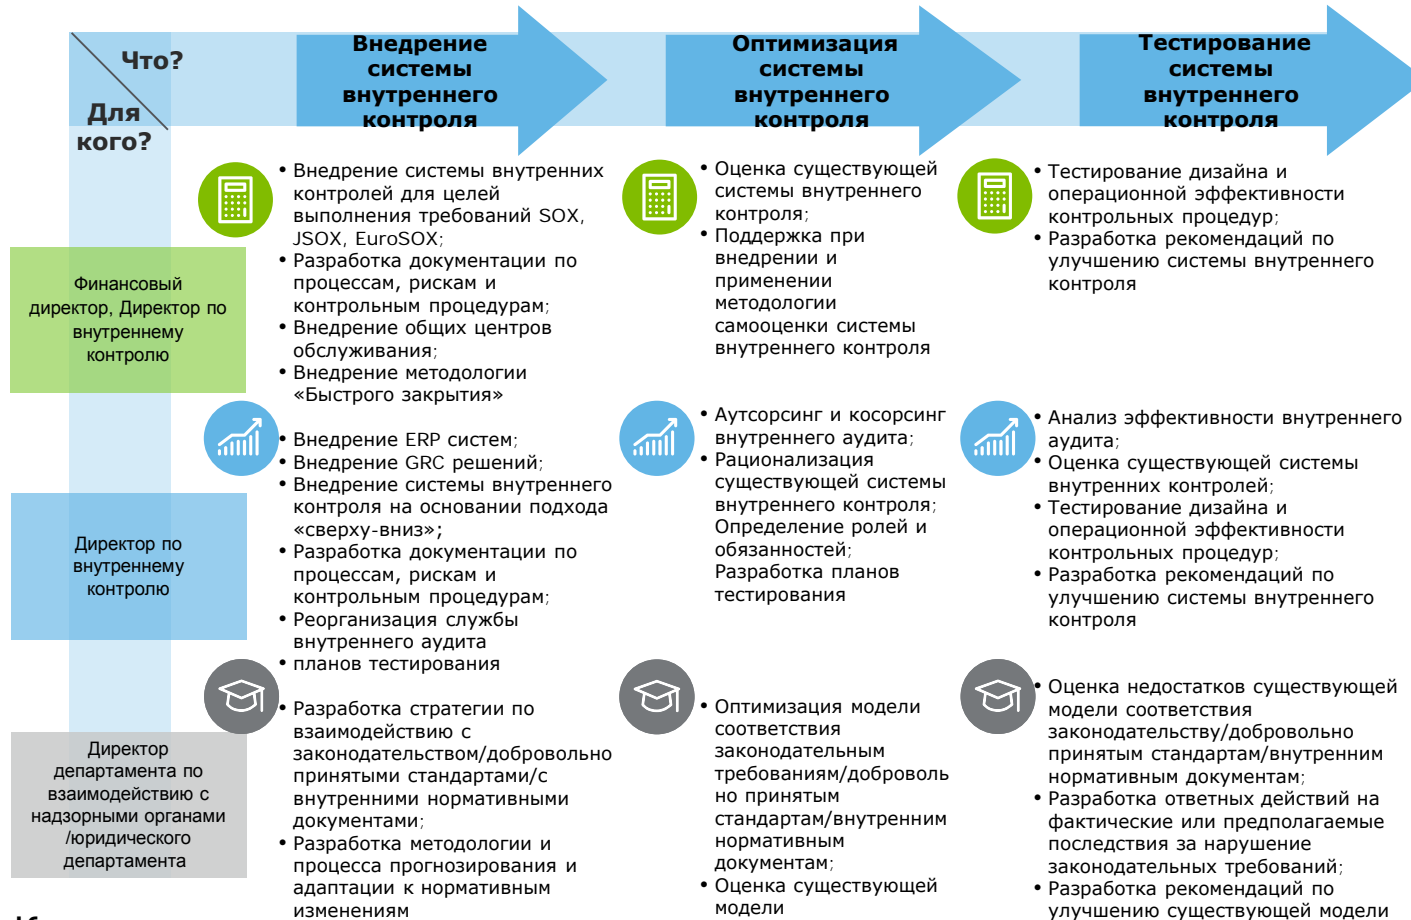 Что?
Для
кого?
Внедрение
системы
внутреннего
контроля
Оптимизация
системы
внутреннего
контроля
Тестирование
системы
внутреннего
контроля
Финансовый
директор, Директор по
внутреннему
контролю
• Внедрение системы внутренних
контролей для целей
выполнения требований SOX,
JSOX, EuroSOX;
• Разработка документации по
процессам, рискам и
контрольным процедурам;
• Внедрение общих центров
обслуживания;
• Внедрение методологии
«Быстрого закрытия»
• Оценка существующей
системы внутреннего
контроля;
• Поддержка при
внедрении и
применении
методологии
самооценки системы
внутреннего контроля
• Тестирование дизайна и
операционной эффективности
контрольных процедур;
• Разработка рекомендаций по
улучшению системы внутреннего
контроля
Директор по
внутреннему
контролю
• Внедрение ERP систем;
• Внедрение GRC решений;
• Внедрение системы внутреннего
контроля на основании подхода
«сверху-вниз»;
• Разработка документации по
процессам, рискам и
контрольным процедурам;
• Реорганизация службы
внутреннего аудита
• планов тестирования
• Аутсорсинг и косорсинг
внутреннего аудита;
• Рационализация
существующей системы
внутреннего контроля;
Определение ролей и
обязанностей;
Разработка планов
тестирования
• Анализ эффективности внутреннего
аудита;
• Оценка существующей системы
внутренних контролей;
• Тестирование дизайна и
операционной эффективности
контрольных процедур;
• Разработка рекомендаций по
улучшению системы внутреннего
контроля
Директор
департамента по
взаимодействию с
надзорными органами
/юридического
департамента
• Разработка стратегии по
взаимодействию с
законодательством/добровольно
принятыми стандартами/с
внутренними нормативными
документами;
• Разработка методологии и
процесса прогнозирования и
адаптации к нормативным
изменениям
• Оптимизация модели
соответствия
законодательным
требованиям/доброволь
но принятым
стандартам/внутренним
нормативным
документам;
• Оценка существующей
модели
• Оценка недостатков существующей
модели соответствия
законодательству/добровольно
принятым стандартам/внутренним
нормативным документам;
• Разработка ответных действий на
фактические или предполагаемые
последствия за нарушение
законодательных требований;
• Разработка рекомендаций по
улучшению существующей модели